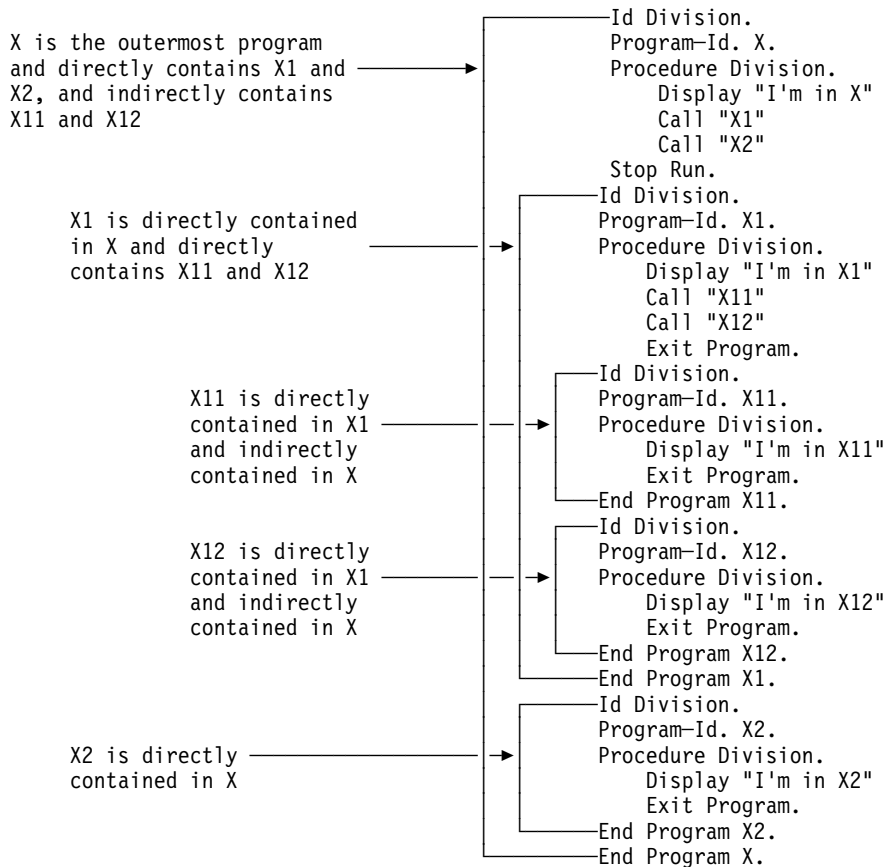 Id Division.
X is the outermost program
Program-Id. X.
and directly contains X1 and
Procedure Division.
X2, and indirectly contains
Display "I'm in X"
X11 and X12
Call "X1"
Call "X2"
Stop Run.
Id Division.
X1 is directly contained
Program-Id. X1.
in X and directly
Procedure Division.
contains X11 and X12
Display "I'm in X1"
Call "X11"
Call "X12"
Exit Program.
Id Division.
X11 is directly
Program-Id. X11.
contained in X1
Procedure Division.
and indirectly
Display "I'm in X11"
contained in X
Exit Program.
End Program X11.
Id Division.
X12 is directly
Program-Id. X12.
contained in X1
Procedure Division.
and indirectly
Display "I'm in X12"
contained in X
Exit Program.
End Program X12.
End Program X1.
Id Division.
Program-Id. X2.
X2 is directly
Procedure Division.
contained in X
Display "I'm in X2"
Exit Program.
End Program X2.
End Program X.